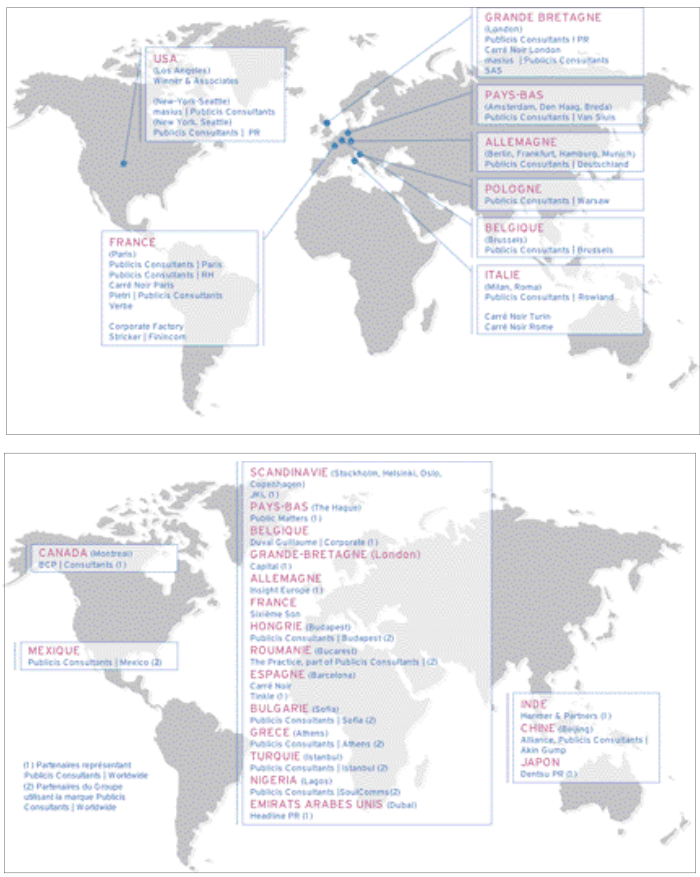 USA
(Los Angeles)
Winner & Associates
(New-York-Seattle)
masius | Publicis Consultants
(New York, Seattle)
Publicis Consultants | PR
FRANCE
(Paris)
Publicis Consultants | Paris
Publicis Consultants | RH
Carré Noir Paris
Pietri | Publicis Consultants
Verbe
Corporate Factory
Stricker | Finincom
GRANDE BRETAGNE
(London)
Publicis Consultants | PR
Carré Noir London
masius | Publicis Consultants
SAS
PAYS-BAS
(Amsterdam, Den Haag, Breda)
Publicis Consultants | Van Sluis
ALLEMAGNE
(Berlin, Frankfurt, Hamburg, Munich)
Publicis Consultants | Deutschland
POLOGNE
Publicis Consultants | Warsaw
BELGIQUE
(Brussels)
Publicis Consultants | Brussels
ITALIE
(Milan, Roma)
Publicis Consultants | Rowland
Carré Noir Turin
Carré Noir Rome
CANADA (Montreal)
BCP | Consultants (1)
MEXIQUE
Publicis Consultants | Mexico (2)
(1) Partenaires représentant
Publicis Consultants | Worldwide
(2) Partenaires du Groupe
utilisant la marque Publicis
Consultants | Worldwide
SCANDINAVIE (Stockholm, Helsinki, Oslo,
Copenhagen)
JKL (1)
PAYS-BAS (The Hague)
Public Matters (1)
BELGIQUE
Duval Guillaume | Corporate (1)
GRANDE-BRETAGNE (London)
Capital (1)
ALLEMAGNE
Insight Europe (1)
FRANCE
Sixième Son
HONGRIE (Budapest)
Publicis Consultants | Budapest (2)
ROUMANIE (Bucarest)
The Practice, part of Publicis Consultants | (2)
ESPAGNE (Barcelona)
Carré Noir
Tinkle (1)
BULGARIE (Sofia)
Publicis Consultants | Sofia (2)
GRECE (Athens)
Publicis Consultants | Athens (2)
TURQUIE (Istanbul)
Publicis Consultants | Istanbul (2)
NIGERIA (Lagos)
Publicis Consultants |SoulComms(2)
EMIRATS ARABES UNIS (Dubai)
Headline PR (1)
INDE
& Partners (1)
CHINE (Beijing)
Alliance, Publicis Consultants |
Akin Gump
JAPON
Dentsu PR (1)